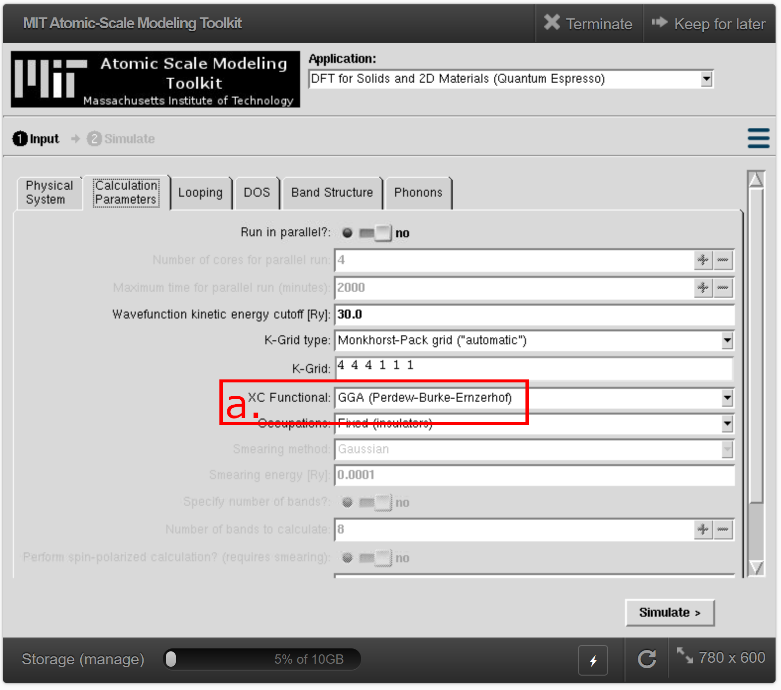 MIT Atomic-Scale Modeling Toolkit
Terminate
Keep for later
MIT
Atomic Scale Modeling
Toolkit
Massachusetts Institute of Technology
Application:
DFT for Solids and 2D Materials (Quantum Espresso)
1 Input → 2 Simulate
Physical System
Calculation Parameters
Looping
DOS
Band Structure
Phonons
Run in parallel?: no
Number of cores for parallel run: 4
Maximum time for parallel run (minutes): 2000
Wavefunction kinetic energy cutoff [Ry]: 30.0
K-Grid type: Monkhorst-Pack grid ("automatic")
K-Grid: 4 4 4 1 1 1
a.
XC Functional: GGA (Perdew-Burke-Ernzerhof)
Occupations: Fixed (insulators)
Smearing method: Gaussian
Smearing energy [Ry]: 0.0001
Specify number of bands?: no
Number of bands to calculate: 8
Perform spin-polarized calculation? (requires smearing): no
Simulate >
Storage (manage)
5% of 10GB
780 x 600